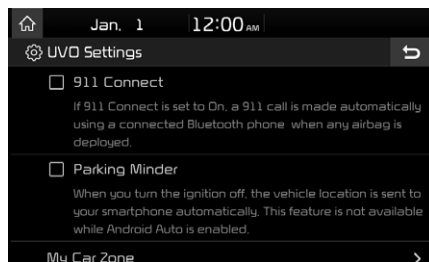 Jan. 1 12:00 AM
UVO Settings
911 Connect
If 911 Connect is set to On, a 911 call is made automatically
using a connected Bluetooth phone when any airbag is
deployed.
Parking Minder
When you turn the ignition off, the vehicle location is sent to
your smartphone automatically. This feature is not available
while Android Auto is enabled.
My Car Zone